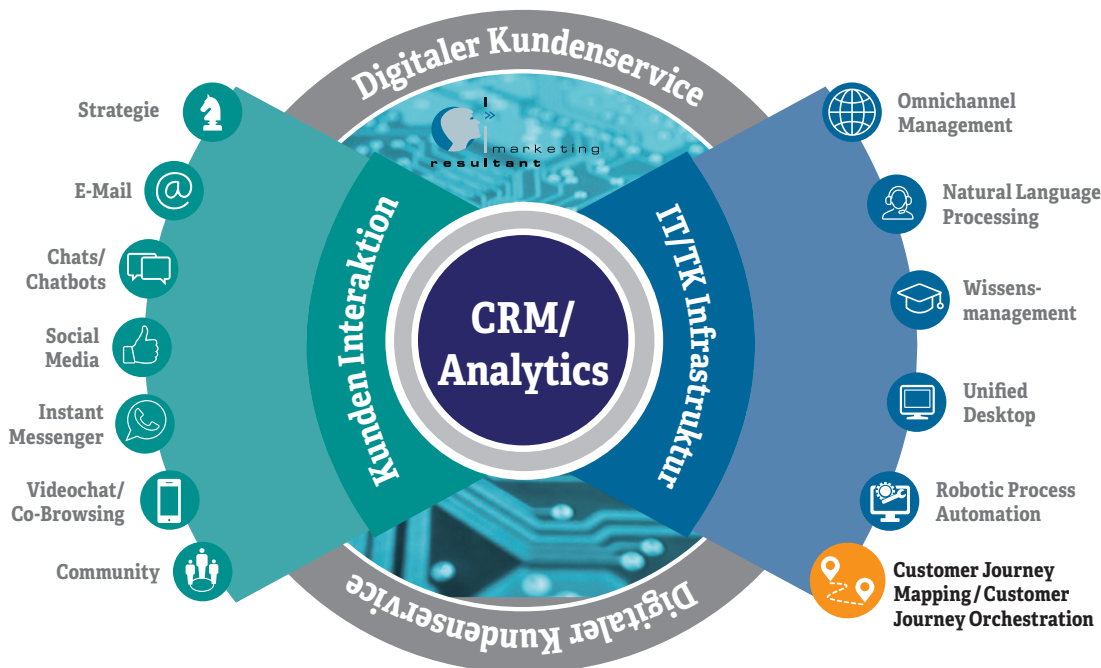 Digitaler Kundenservice
marketing
resultant
Strategie
E-Mail
Chats/
Chatbots
Social
Media
Instant
Messenger
Videochat/
Co-Browsing
Community
Kunden Interaktion
CRM/
Analytics
IT/TK Infrastruktur
Omnichannel
Management
Natural Language
Processing
Wissens-
management
Unified
Desktop
Robotic Process
Automation
Customer Journey
Mapping / Customer
Journey Orchestration
Digitaler Kundenservice